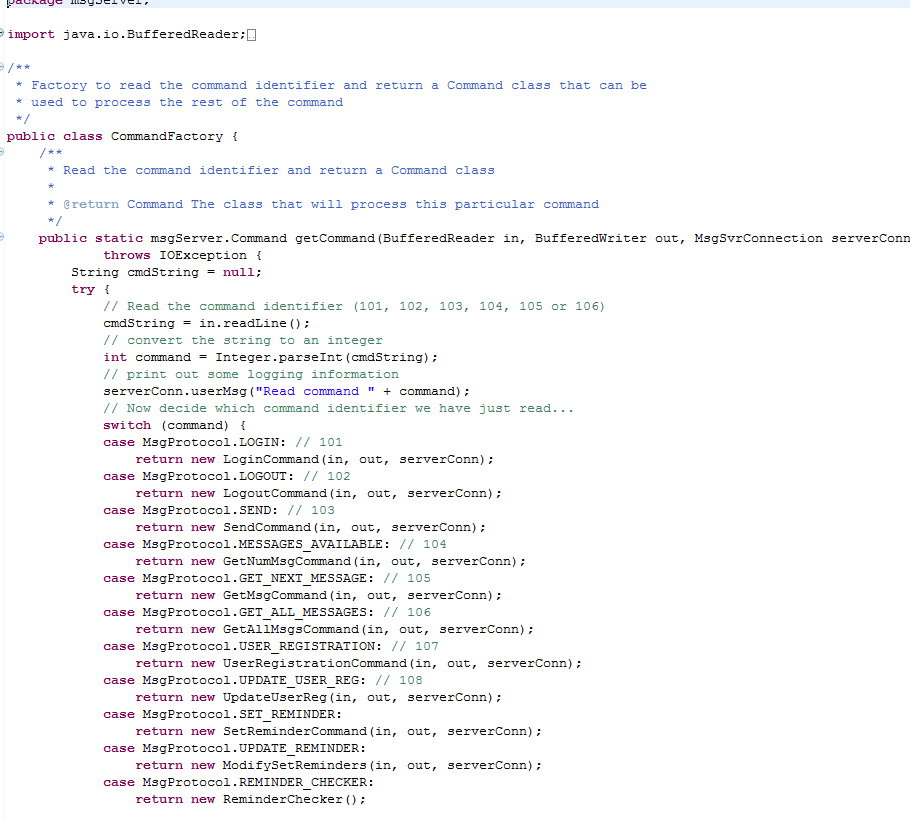 package msgServer;
import java.io.BufferedReader;
/**
 * Factory to read the command identifier and return a Command class that can be
 * used to process the rest of the command
 */
public class CommandFactory {
    /**
     * Read the command identifier and return a Command class
     *
     * @return Command The class that will process this particular command
     */
    public static msgServer.Command getCommand(BufferedReader in, BufferedWriter out, MsgSvrConnection serverConn
            throws IOException {
        String cmdString = null;
        try {
            // Read the command identifier (101, 102, 103, 104, 105 or 106)
            cmdString = in.readLine();
            // convert the string to an integer
            int command = Integer.parseInt(cmdString);
            // print out some logging information
            serverConn.userMsg("Read command " + command);
            // Now decide which command identifier we have just read...
            switch (command) {
            case MsgProtocol.LOGIN: // 101
                return new LoginCommand(in, out, serverConn);
            case MsgProtocol.LOGOUT: // 102
                return new LogoutCommand(in, out, serverConn);
            case MsgProtocol.SEND: // 103
                return new SendCommand(in, out, serverConn);
            case MsgProtocol.MESSAGES_AVAILABLE: // 104
                return new GetNumMsgCommand(in, out, serverConn);
            case MsgProtocol.GET_NEXT_MESSAGE: // 105
                return new GetMsgCommand(in, out, serverConn);
            case MsgProtocol.GET_ALL_MESSAGES: // 106
                return new GetAllMsgsCommand(in, out, serverConn);
            case MsgProtocol.USER_REGISTRATION: // 107
                return new UserRegistrationCommand(in, out, serverConn);
            case MsgProtocol.UPDATE_USER_REG: // 108
                return new UpdateUserReg(in, out, serverConn);
            case MsgProtocol.SET_REMINDER:
                return new SetReminderCommand(in, out, serverConn);
            case MsgProtocol.UPDATE_REMINDER:
                return new ModifySetReminders(in, out, serverConn);
            case MsgProtocol.REMINDER_CHECKER:
                return new ReminderChecker();